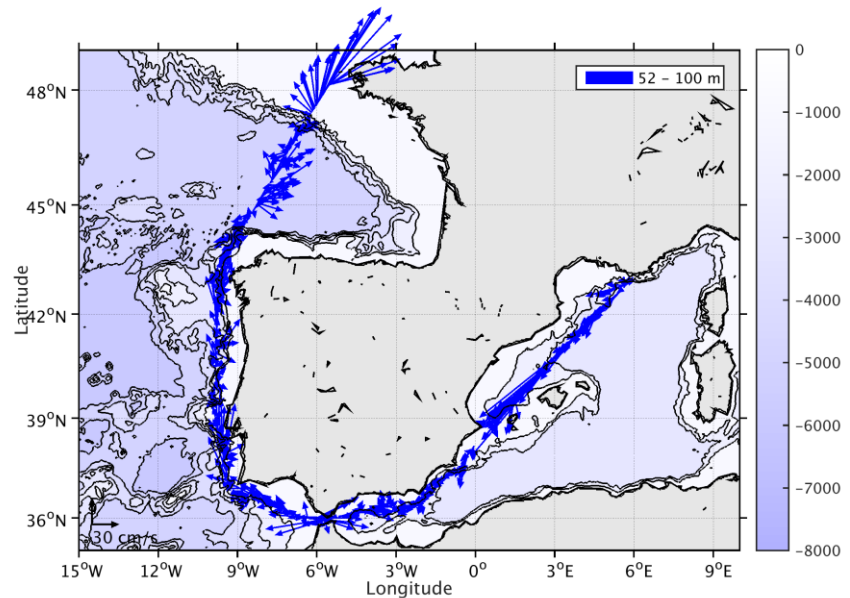 52 – 100 m
48°N
45°N
42°N
39°N
36°N
Latitude
30 cm/s
15°W
12°W
9°W
6°W
3°W
0°
3°E
6°E
9°E
Longitude
0
-1000
-2000
-3000
-4000
-5000
-6000
-7000
-8000